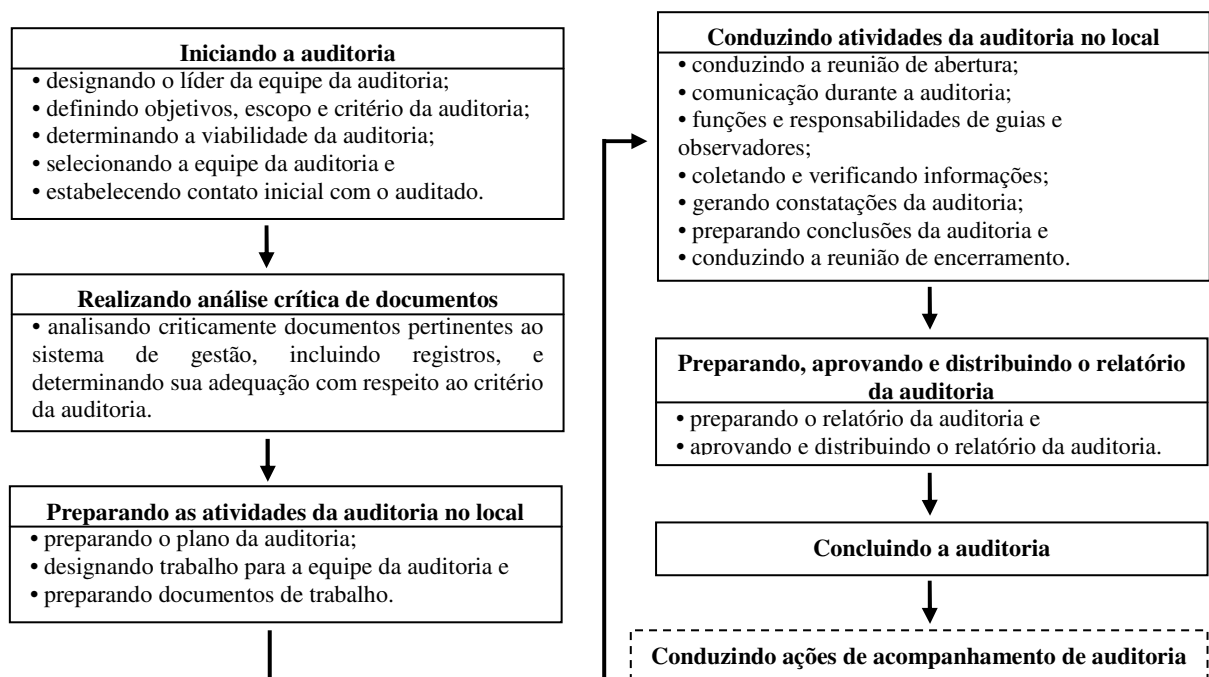 Iniciando a auditoria
• designando o líder da equipe da auditoria;
• definindo objetivos, escopo e critério da auditoria;
• determinando a viabilidade da auditoria;
• selecionando a equipe da auditoria e
• estabelecendo contato inicial com o auditado.
Realizando análise crítica de documentos
• analisando criticamente documentos pertinentes ao
sistema de gestão, incluindo registros, e
determinando sua adequação com respeito ao critério
da auditoria.
Preparando as atividades da auditoria no local
• preparando o plano da auditoria;
• designando trabalho para a equipe da auditoria e
• preparando documentos de trabalho.
Conduzindo atividades da auditoria no local
• conduzindo a reunião de abertura;
• comunicação durante a auditoria;
• funções e responsabilidades de guias e
observadores;
• coletando e verificando informações;
• gerando constatações da auditoria;
• preparando conclusões da auditoria e
• conduzindo a reunião de encerramento.
Preparando, aprovando e distribuindo o relatório
da auditoria
• preparando o relatório da auditoria e
• aprovando e distribuindo o relatório da auditoria.
Concluindo a auditoria
Conduzindo ações de acompanhamento de auditoria